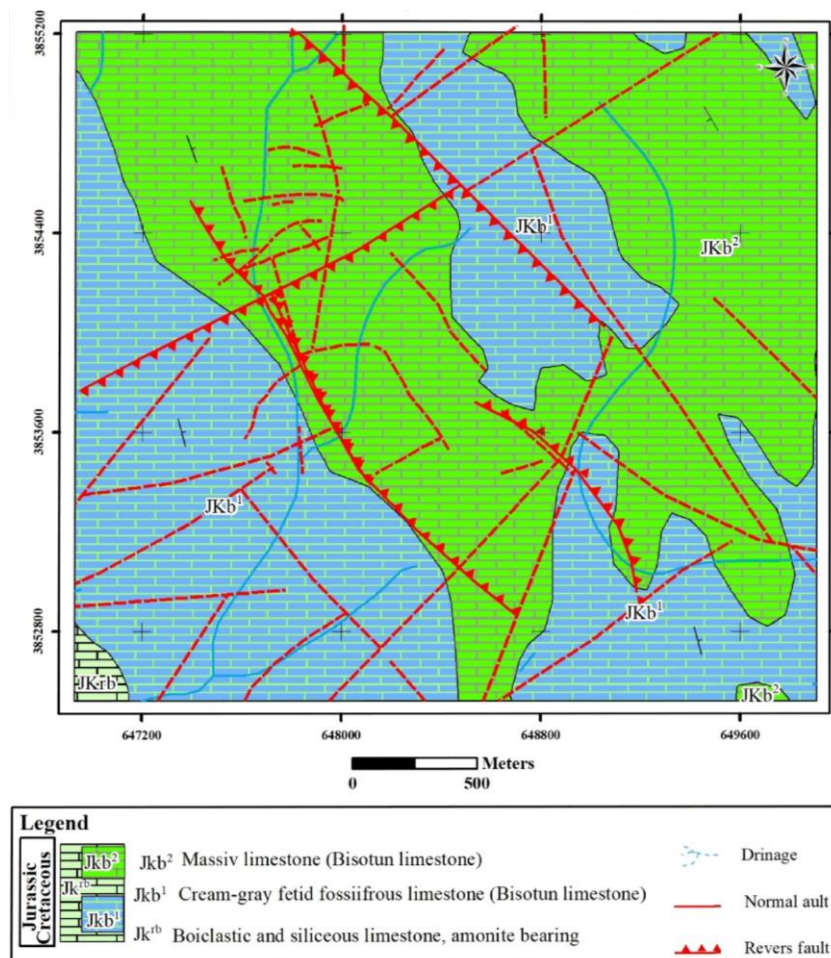 3855200
3854400
3853600
3852800
JKb¹
JKb²
JKb¹
JKb¹
JKrb
JKb²
647200 648000 648800 649600
Meters
0 500
Legend
Jurassic
Cretaceous
Jkb²
Jkʳᵇ
Jkb¹
Jkb² Massiv limestone (Bisotun limestone)
Jkb¹ Cream-gray fetid fossiifrous limestone (Bisotun limestone)
Jkʳᵇ Boiclastic and siliceous limestone, amonite bearing
Drinage
Normal ault
Revers fault